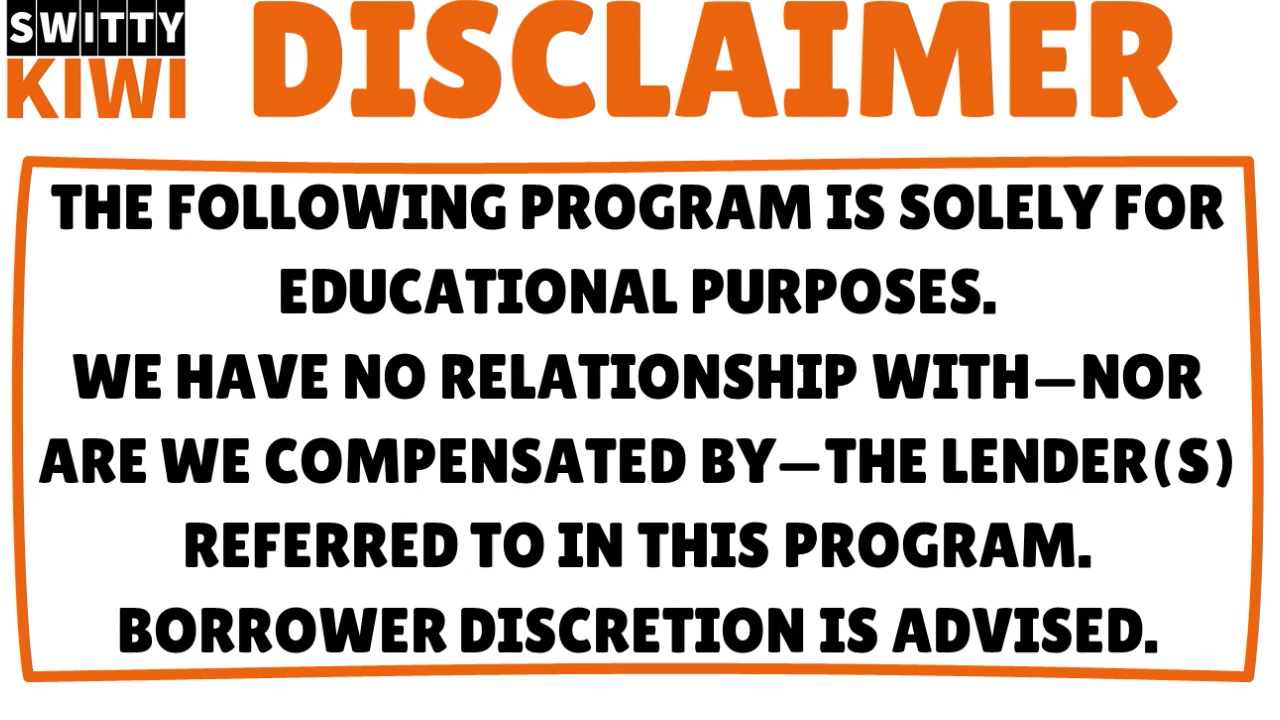 SWITTY
KIWI
DISCLAIMER
THE FOLLOWING PROGRAM IS SOLELY FOR
EDUCATIONAL PURPOSES.
WE HAVE NO RELATIONSHIP WITH—NOR
ARE WE COMPENSATED BY—THE LENDER(S)
REFERRED TO IN THIS PROGRAM.
BORROWER DISCRETION IS ADVISED.